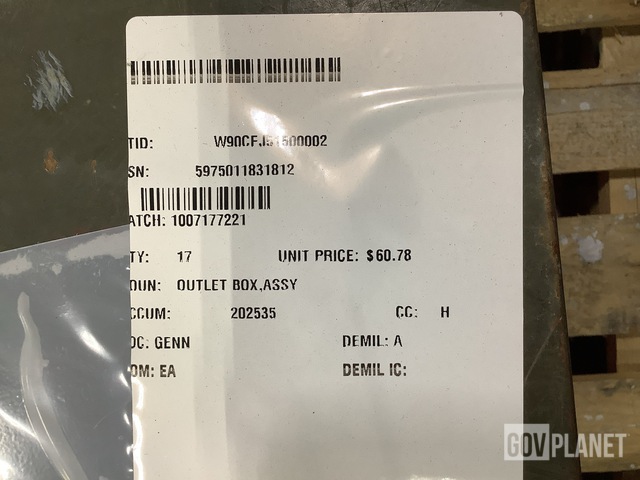 TID: W90CFJ51500002
SN: 5975011831812
ATCH: 1007177221
TY: 17 UNIT PRICE: $60.78
OUN: OUTLET BOX,ASSY
CCUM: 202535 CC: H
OC: GENN DEMIL: A
OM: EA DEMIL IC:
GOVPLANET